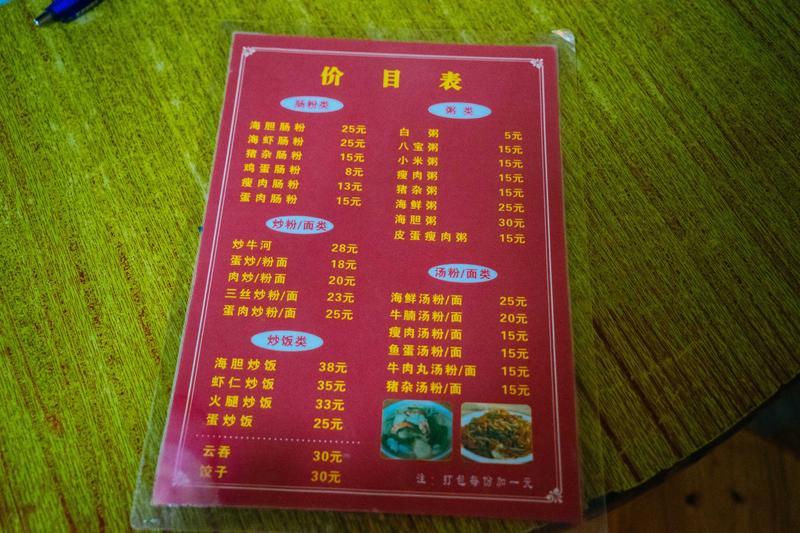 价目表
肠粉类
海胆肠粉 25元
海虾肠粉 25元
猪杂肠粉 15元
鸡蛋肠粉 8元
瘦肉肠粉 13元
蛋肉肠粉 15元
炒粉/面类
炒牛河 28元
蛋炒/粉面 18元
肉炒/粉面 20元
三丝炒粉/面 23元
蛋肉炒粉/面 25元
炒饭类
海胆炒饭 38元
虾仁炒饭 35元
火腿炒饭 33元
蛋炒饭 25元
云吞 30元
饺子 30元
粥类
白粥 5元
八宝粥 15元
小米粥 15元
瘦肉粥 15元
猪杂粥 15元
海鲜粥 25元
海胆粥 30元
皮蛋瘦肉粥 15元
汤粉/面类
海鲜汤粉/面 25元
牛腩汤粉/面 20元
瘦肉汤粉/面 15元
鱼蛋汤粉/面 15元
牛肉丸汤粉/面 15元
猪杂汤粉/面 15元
注:打包每份加一元